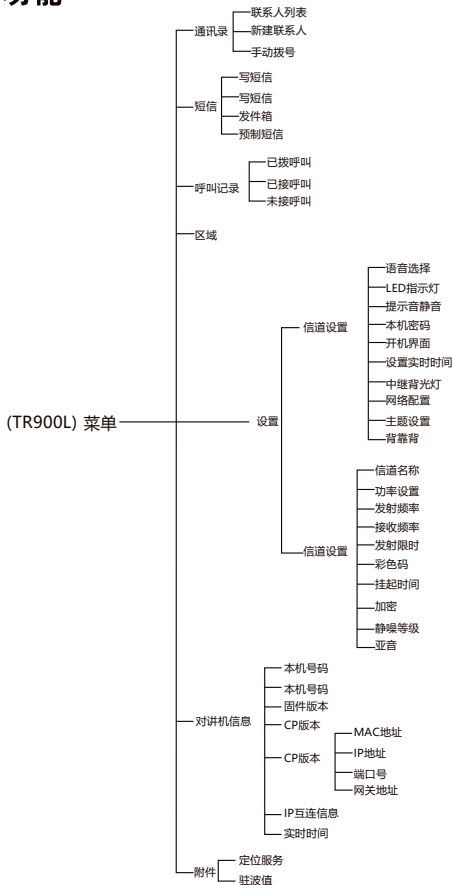 功能
联系人列表
通讯录
新建联系人
手动拨号
写短信
写短信
短信
发件箱
预制短信
已拨呼叫
呼叫记录
已接呼叫
未接呼叫
区域
(TR900L) 菜单
设置
信道设置
语音选择
LED指示灯
提示音静音
本机密码
开机界面
设置实时时间
中继背光灯
网络配置
主题设置
背靠背
信道设置
信道名称
功率设置
发射频率
接收频率
发射限时
彩色码
挂起时间
加密
静噪等级
亚音
对讲机信息
本机号码
本机号码
固件版本
CP版本
CP版本
MAC地址
IP地址
端口号
网关地址
IP互连信息
实时时间
附件
定位服务
驻波值